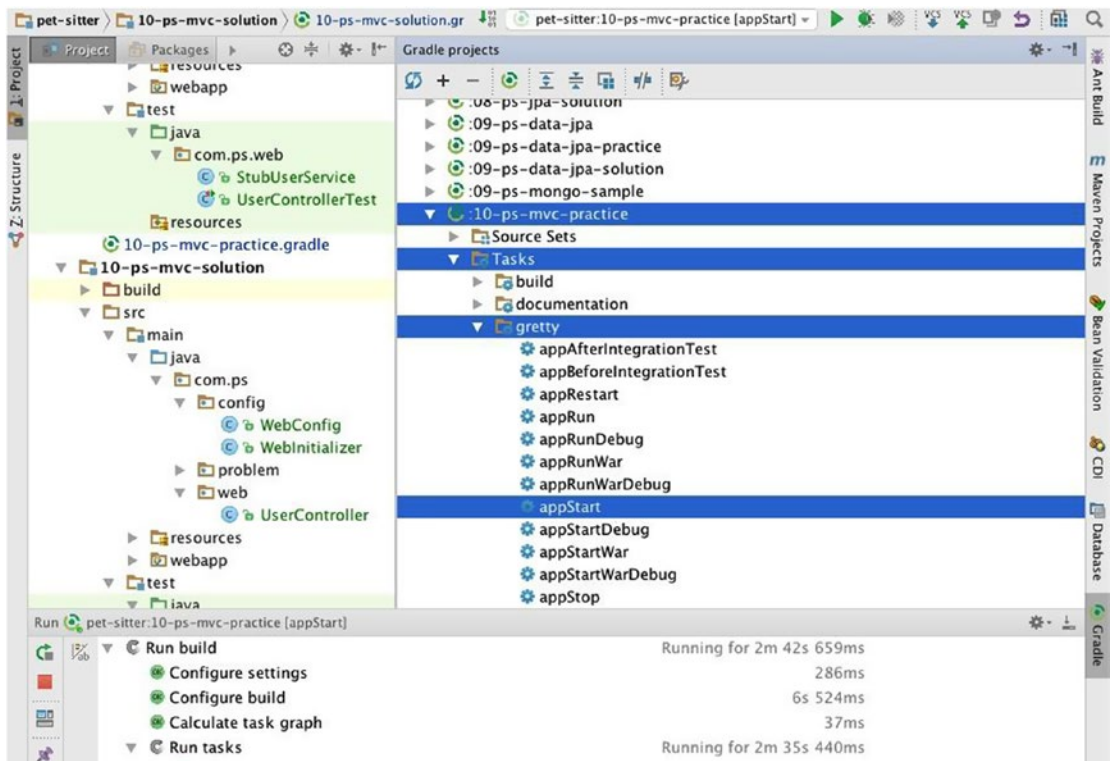 pet-sitter 10-ps-mvc-solution 10-ps-mvc-solution.gr pet-sitter:10-ps-mvc-practice [appStart] VCS VCS
1: Project
Z: Structure
Project Packages
resources
webapp
test
java
com.ps.web
StubUserService
UserControllerTest
resources
10-ps-mvc-practice.gradle
10-ps-mvc-solution
build
src
main
java
com.ps
config
WebConfig
WebInitializer
problem
web
UserController
resources
webapp
test
java
Gradle projects
:08-ps-jpa-solution
:09-ps-data-jpa
:09-ps-data-jpa-practice
:09-ps-data-jpa-solution
:09-ps-mongo-sample
:10-ps-mvc-practice
Source Sets
Tasks
build
documentation
gretty
appAfterIntegrationTest
appBeforeIntegrationTest
appRestart
appRun
appRunDebug
appRunWar
appRunWarDebug
appStart
appStartDebug
appStartWar
appStartWarDebug
appStop
Ant Build
m Maven Projects
Bean Validation
CDI
Database
Gradle
Run pet-sitter:10-ps-mvc-practice [appStart]
Run build Running for 2m 42s 659ms
Configure settings 286ms
Configure build 6s 524ms
Calculate task graph 37ms
Run tasks Running for 2m 35s 440ms